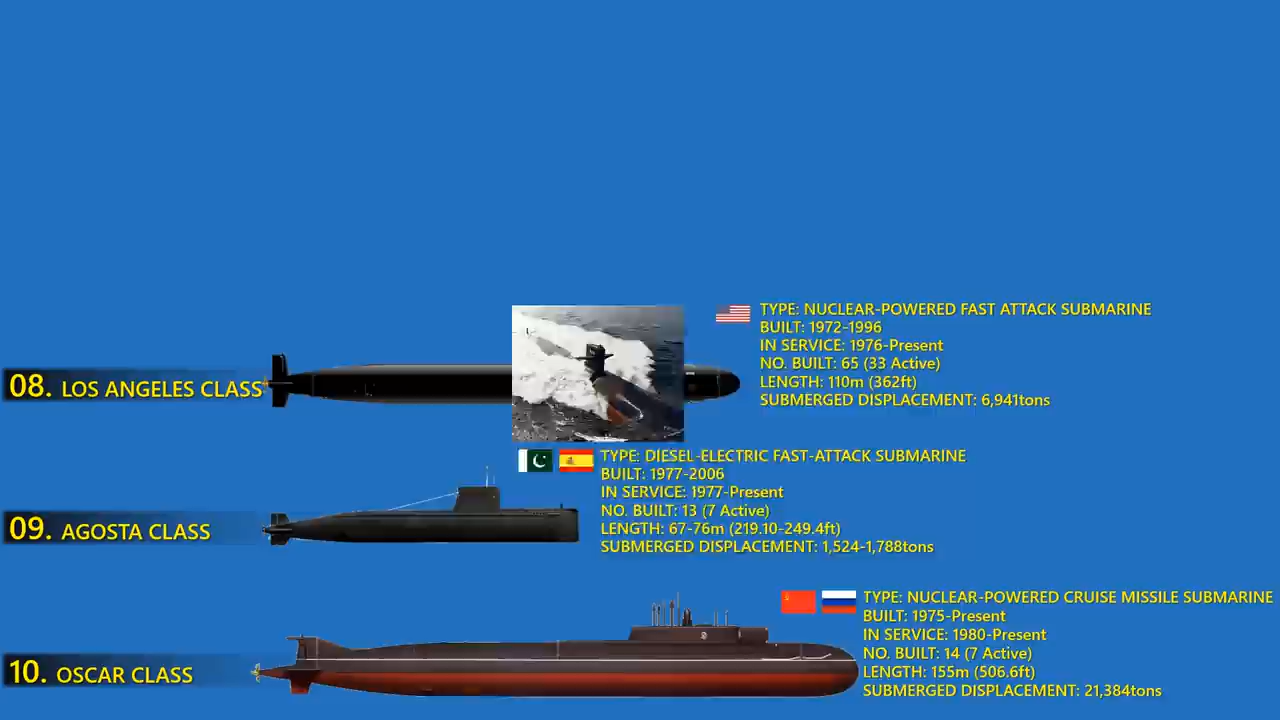 TYPE: NUCLEAR-POWERED FAST ATTACK SUBMARINE
BUILT: 1972-1996
IN SERVICE: 1976-Present
NO. BUILT: 65 (33 Active)
LENGTH: 110m (362ft)
SUBMERGED DISPLACEMENT: 6,941tons
08. LOS ANGELES CLASS
TYPE: DIESEL-ELECTRIC FAST-ATTACK SUBMARINE
BUILT: 1977-2006
IN SERVICE: 1977-Present
NO. BUILT: 13 (7 Active)
LENGTH: 67-76m (219.10-249.4ft)
SUBMERGED DISPLACEMENT: 1,524-1,788tons
09. AGOSTA CLASS
TYPE: NUCLEAR-POWERED CRUISE MISSILE SUBMARINE
BUILT: 1975-Present
IN SERVICE: 1980-Present
NO. BUILT: 14 (7 Active)
LENGTH: 155m (506.6ft)
SUBMERGED DISPLACEMENT: 21,384tons
10. OSCAR CLASS